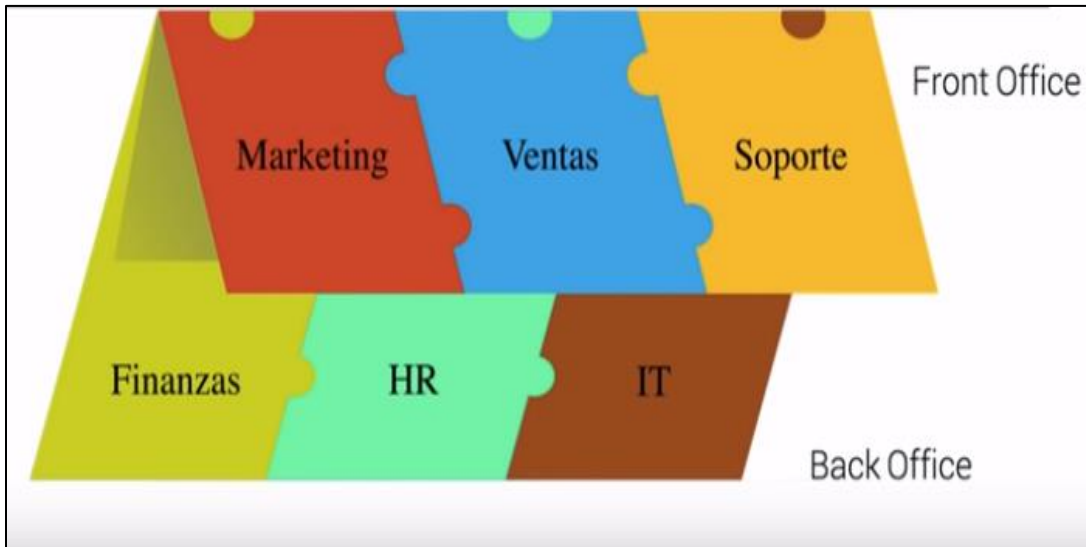 Front Office
Marketing
Ventas
Soporte
Finanzas
HR
IT
Back Office